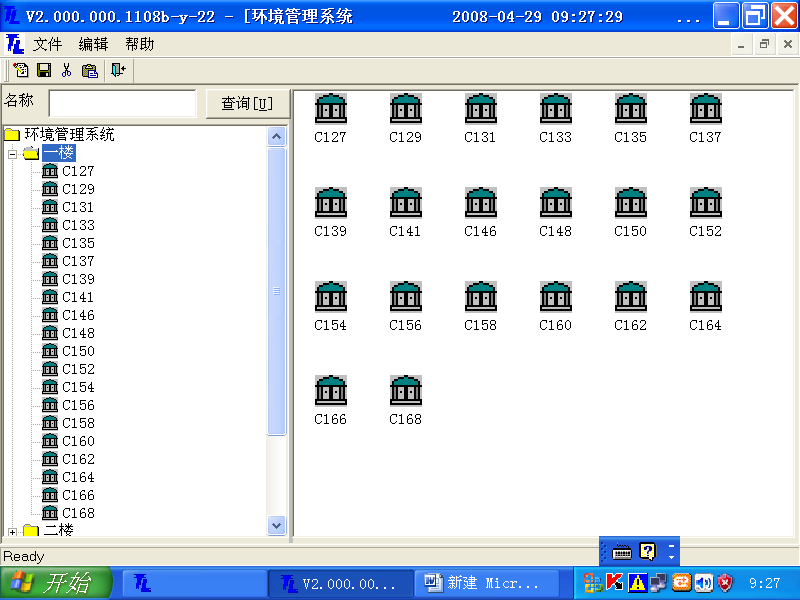 V2.000.000.1108b-y-22 - [环境管理系统 2008-04-29 09:27:29 ...
文件 编辑 帮助
名称 查询[U]
环境管理系统
一楼
C127
C129
C131
C133
C135
C137
C139
C141
C146
C148
C150
C152
C154
C156
C158
C160
C162
C164
C166
C168
二楼
C127 C129 C131 C133 C135 C137
C139 C141 C146 C148 C150 C152
C154 C156 C158 C160 C162 C164
C166 C168
Ready
开始 V2.000.00... 新建 Micr... 9:27